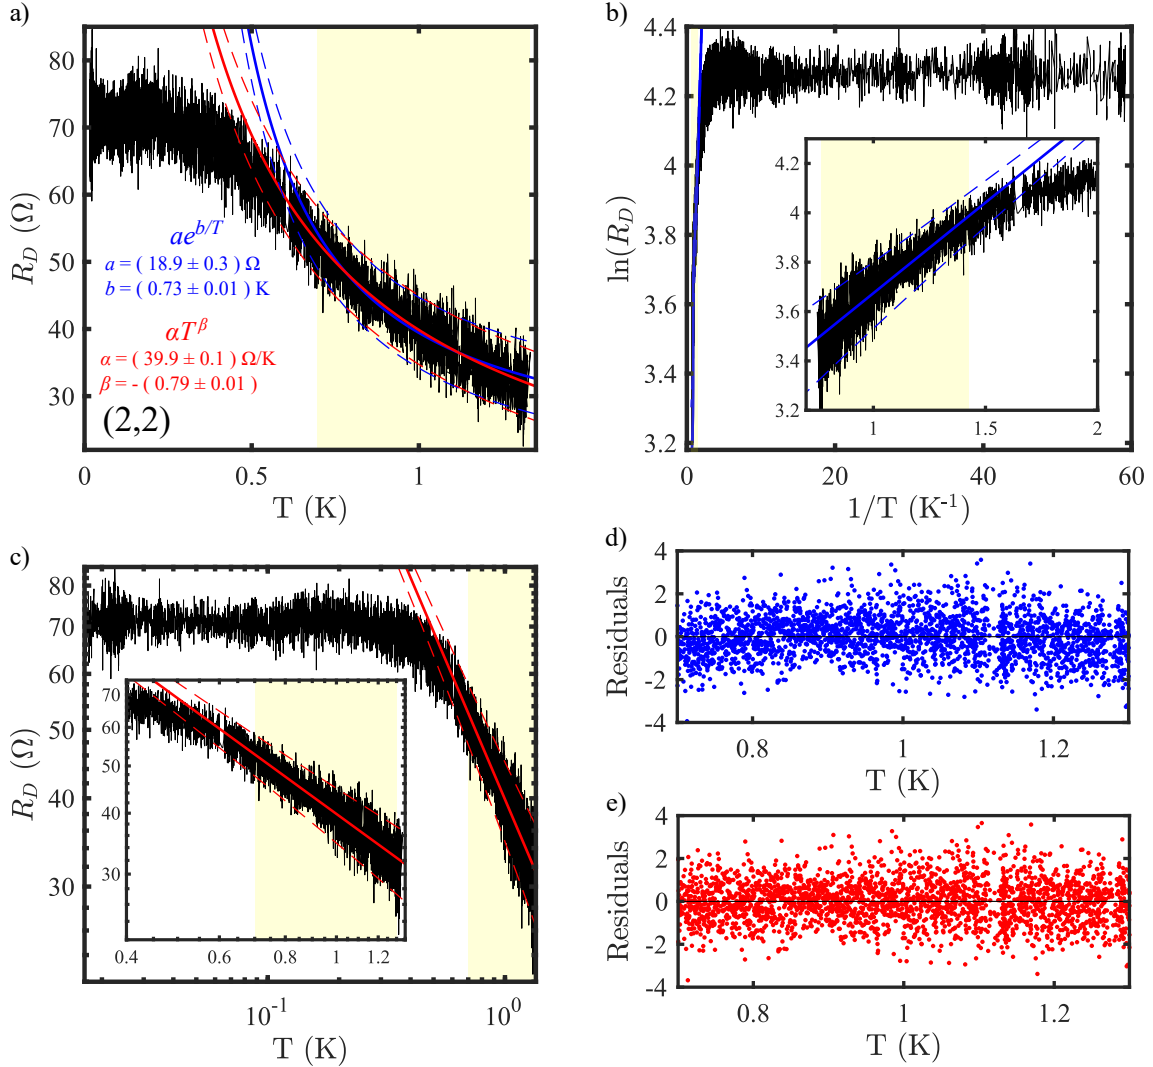 a)
80
70
60
50
40
30
R_D (Ω)
ae^{b/T}
a = ( 18.9 ± 0.3 ) Ω
b = ( 0.73 ± 0.01 ) K
αT^β
α = ( 39.9 ± 0.1 ) Ω/K
β = - ( 0.79 ± 0.01 )
(2,2)
0 0.5 1
T (K)
b)
4.4
4.2
4
3.8
3.6
3.4
3.2
ln(R_D)
4.2
4
3.8
3.6
3.4
3.2
1 1.5 2
0 20 40 60
1/T (K⁻¹)
c)
80
70
60
50
40
30
R_D (Ω)
70
60
50
40
30
0.4 0.6 0.8 1 1.2
10⁻¹ 10⁰
T (K)
d)
4
2
0
-2
-4
Residuals
0.8 1 1.2
T (K)
e)
4
2
0
-2
-4
Residuals
0.8 1 1.2
T (K)